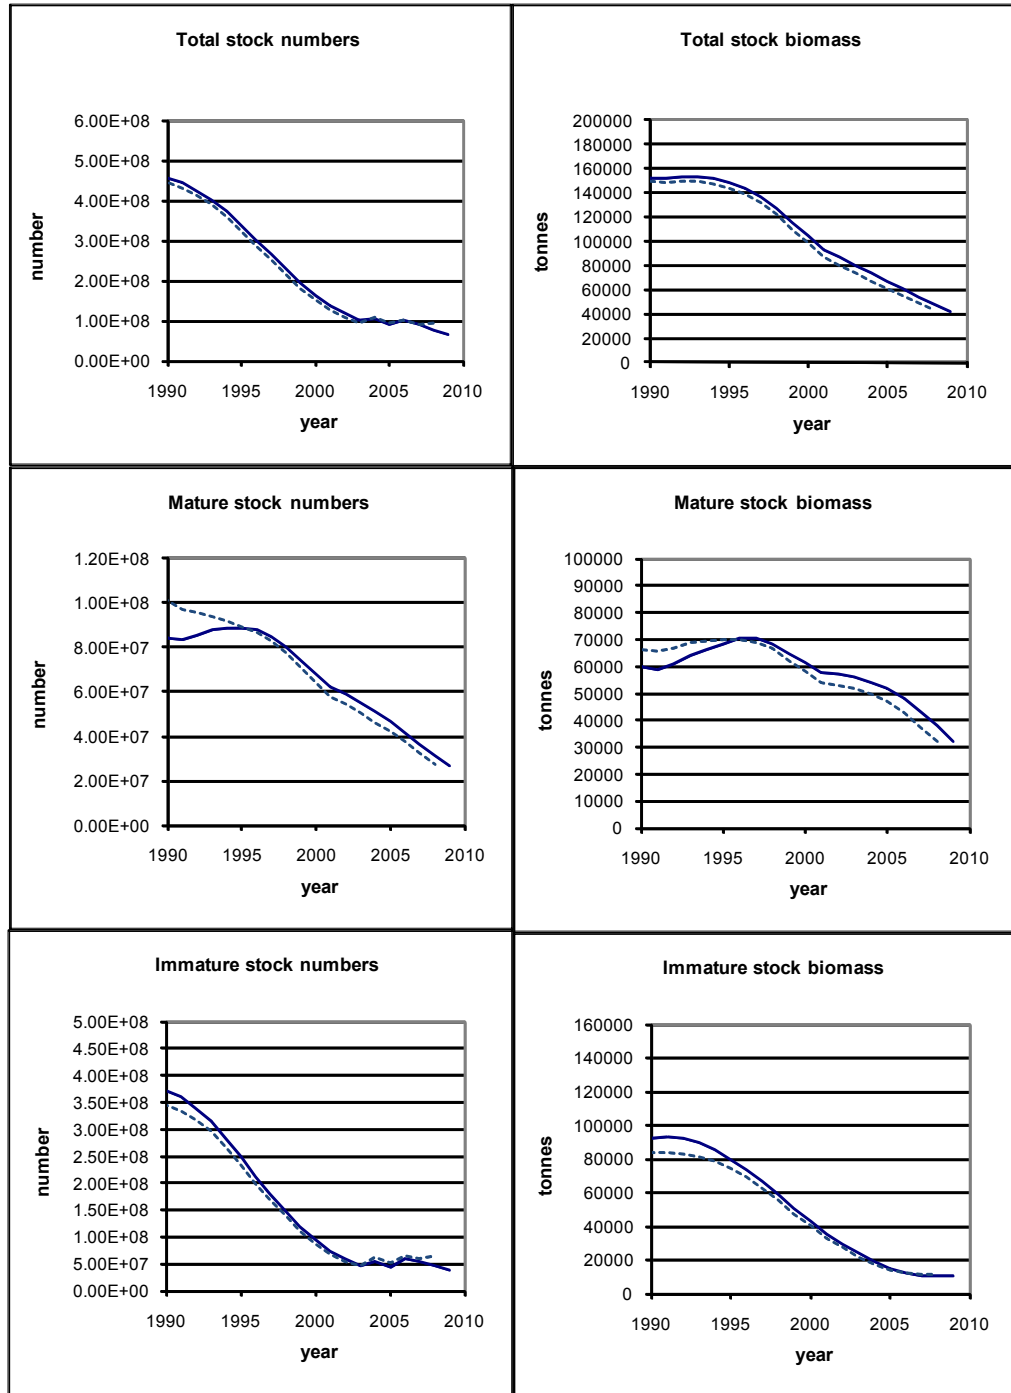 Total stock numbers
6.00E+08
5.00E+08
4.00E+08
3.00E+08
2.00E+08
1.00E+08
0.00E+00
number
1990 1995 2000 2005 2010
year
Total stock biomass
200000
180000
160000
140000
120000
100000
80000
60000
40000
20000
0
tonnes
1990 1995 2000 2005 2010
year
Mature stock numbers
1.20E+08
1.00E+08
8.00E+07
6.00E+07
4.00E+07
2.00E+07
0.00E+00
number
1990 1995 2000 2005 2010
year
Mature stock biomass
100000
90000
80000
70000
60000
50000
40000
30000
20000
10000
0
tonnes
1990 1995 2000 2005 2010
year
Immature stock numbers
5.00E+08
4.50E+08
4.00E+08
3.50E+08
3.00E+08
2.50E+08
2.00E+08
1.50E+08
1.00E+08
5.00E+07
0.00E+00
number
1990 1995 2000 2005 2010
year
Immature stock biomass
160000
140000
120000
100000
80000
60000
40000
20000
0
tonnes
1990 1995 2000 2005 2010
year